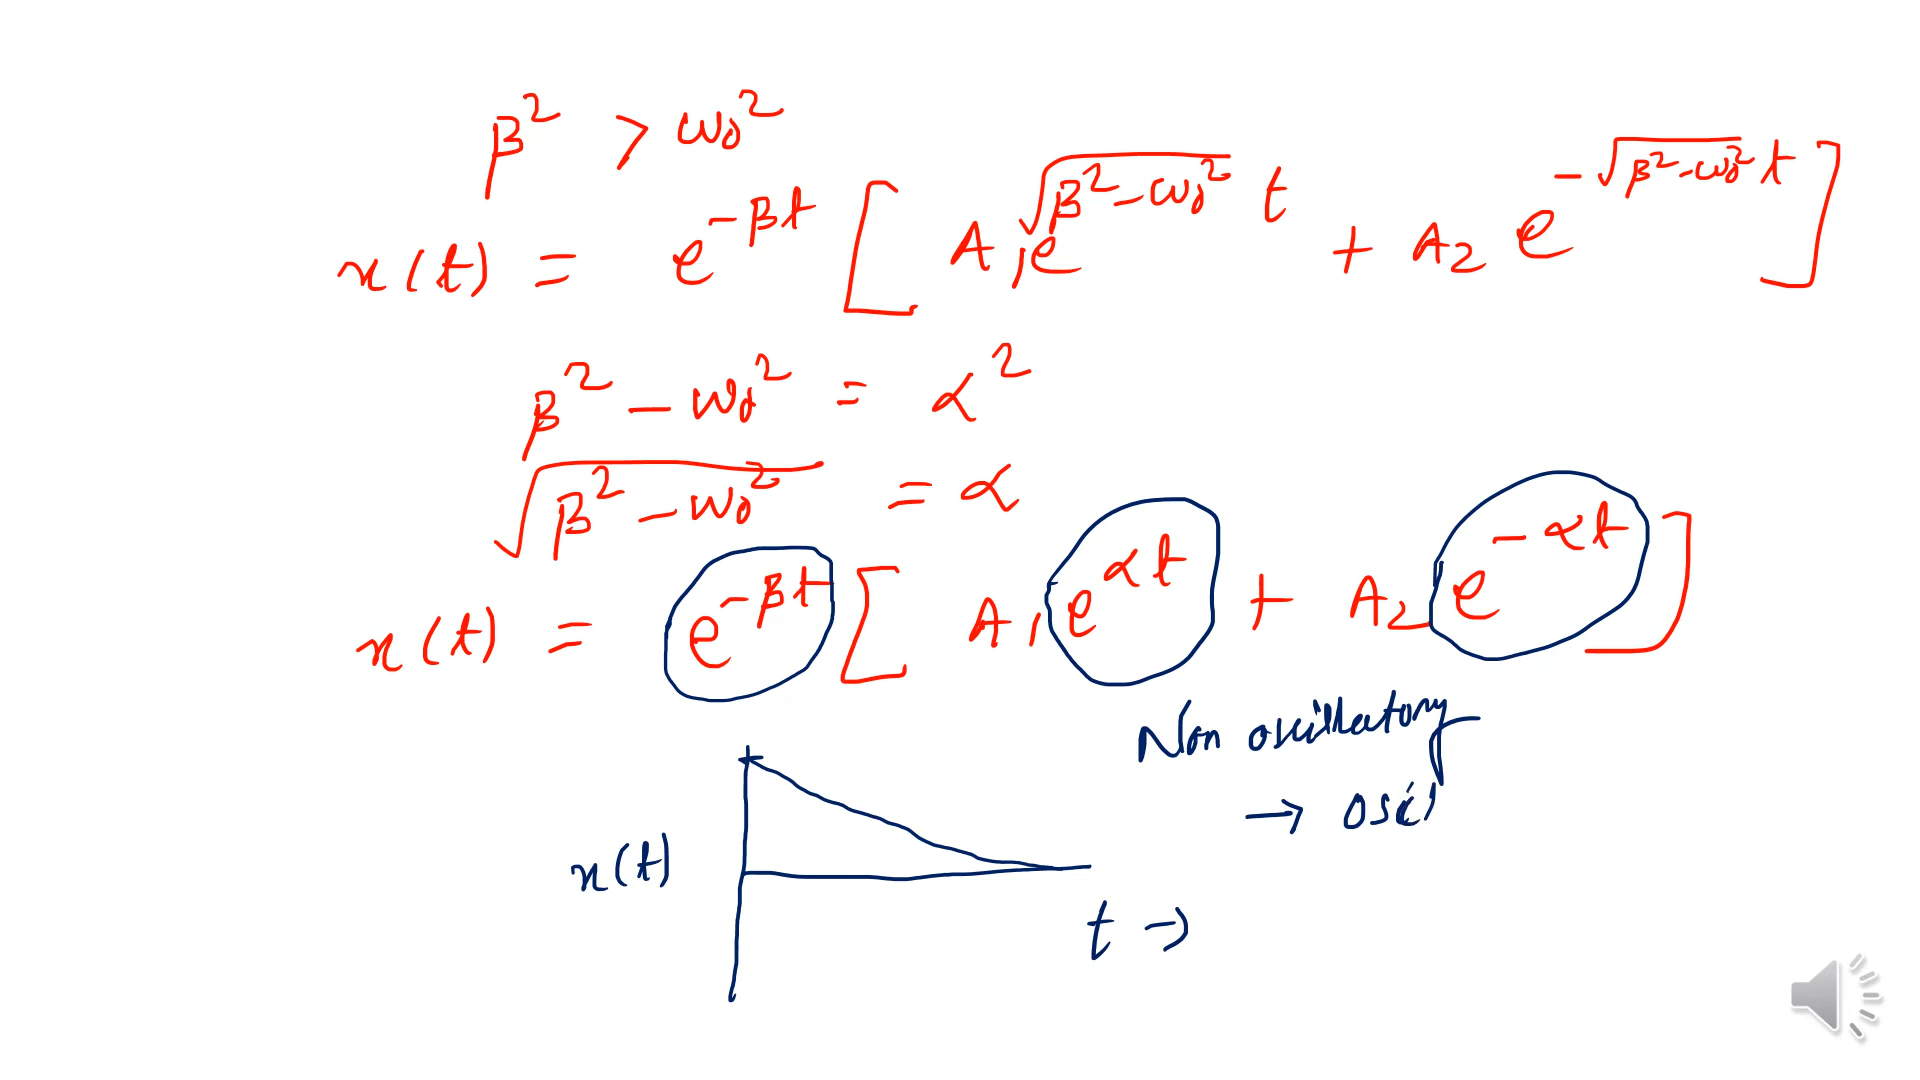 β² > ω₀²
x(t) = e^{-βt} [ A₁e^{√(β²-ω₀²) t} + A₂ e^{-√(β²-ω₀²) t} ]
β² - ω₀² = α²
√(β² - ω₀²) = α
x(t) = e^{-βt} [ A₁e^{αt} + A₂ e^{-αt} ]
Non oscillatory
→ osci
x(t)
t →